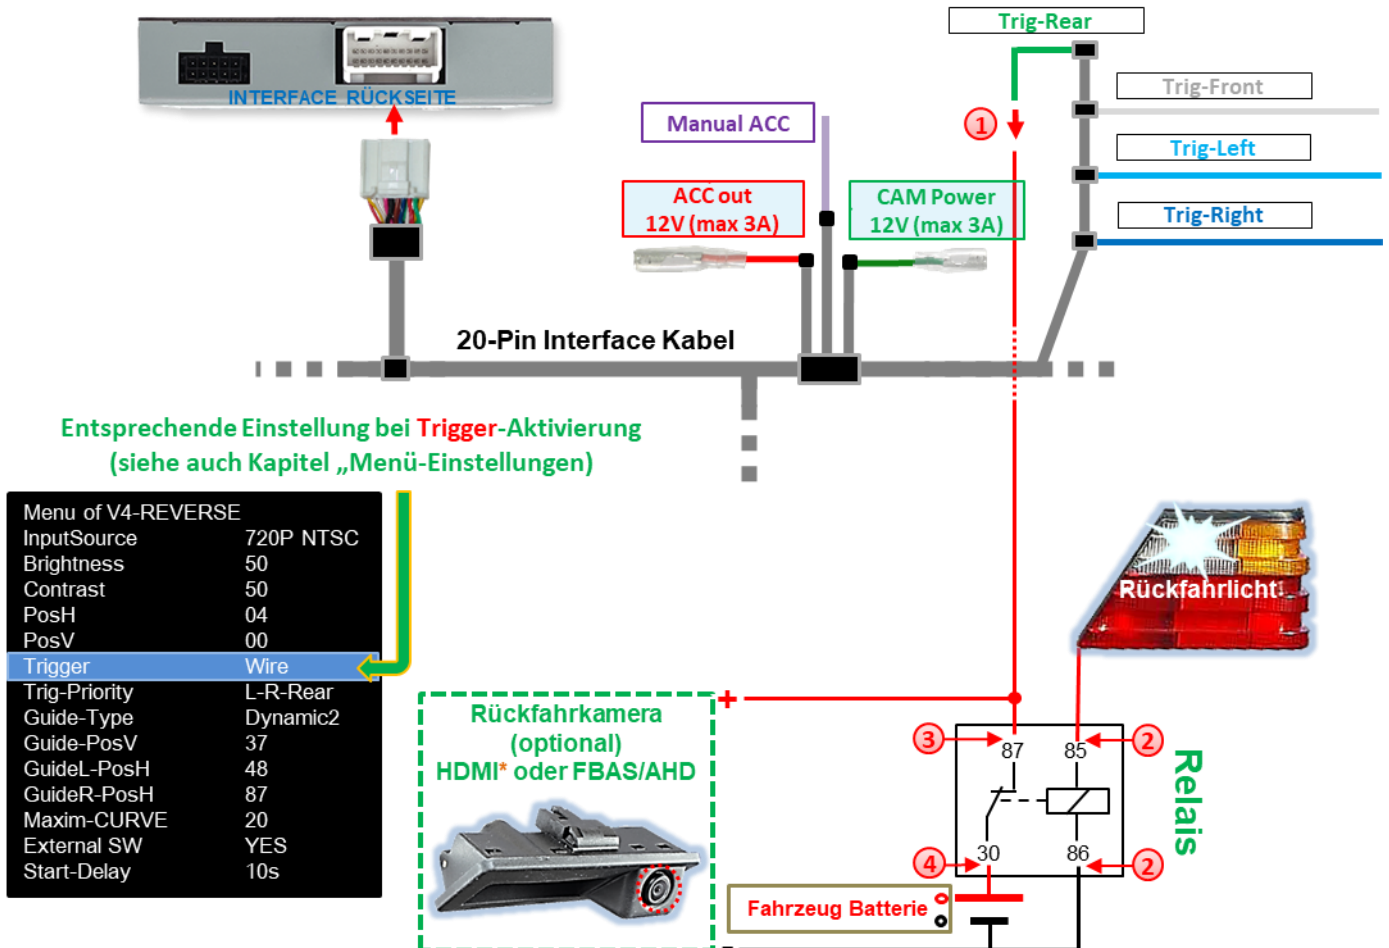 Trig-Rear
Trig-Front
INTERFACE RÜCKSEITE
Manual ACC
1
Trig-Left
ACC out
12V (max 3A)
CAM Power
12V (max 3A)
Trig-Right
20-Pin Interface Kabel
Entsprechende Einstellung bei Trigger-Aktivierung
(siehe auch Kapitel „Menü-Einstellungen)
Menu of V4-REVERSE
InputSource 720P NTSC
Brightness 50
Contrast 50
PosH 04
PosV 00
Trigger Wire
Trig-Priority L-R-Rear
Guide-Type Dynamic2
Guide-PosV 37
GuideL-PosH 48
GuideR-PosH 87
Maxim-CURVE 20
External SW YES
Start-Delay 10s
Rückfahrlicht
Rückfahrkamera
(optional)
HDMI* oder FBAS/AHD
+
3
87
85
2
Relais
4
30
86
2
Fahrzeug Batterie